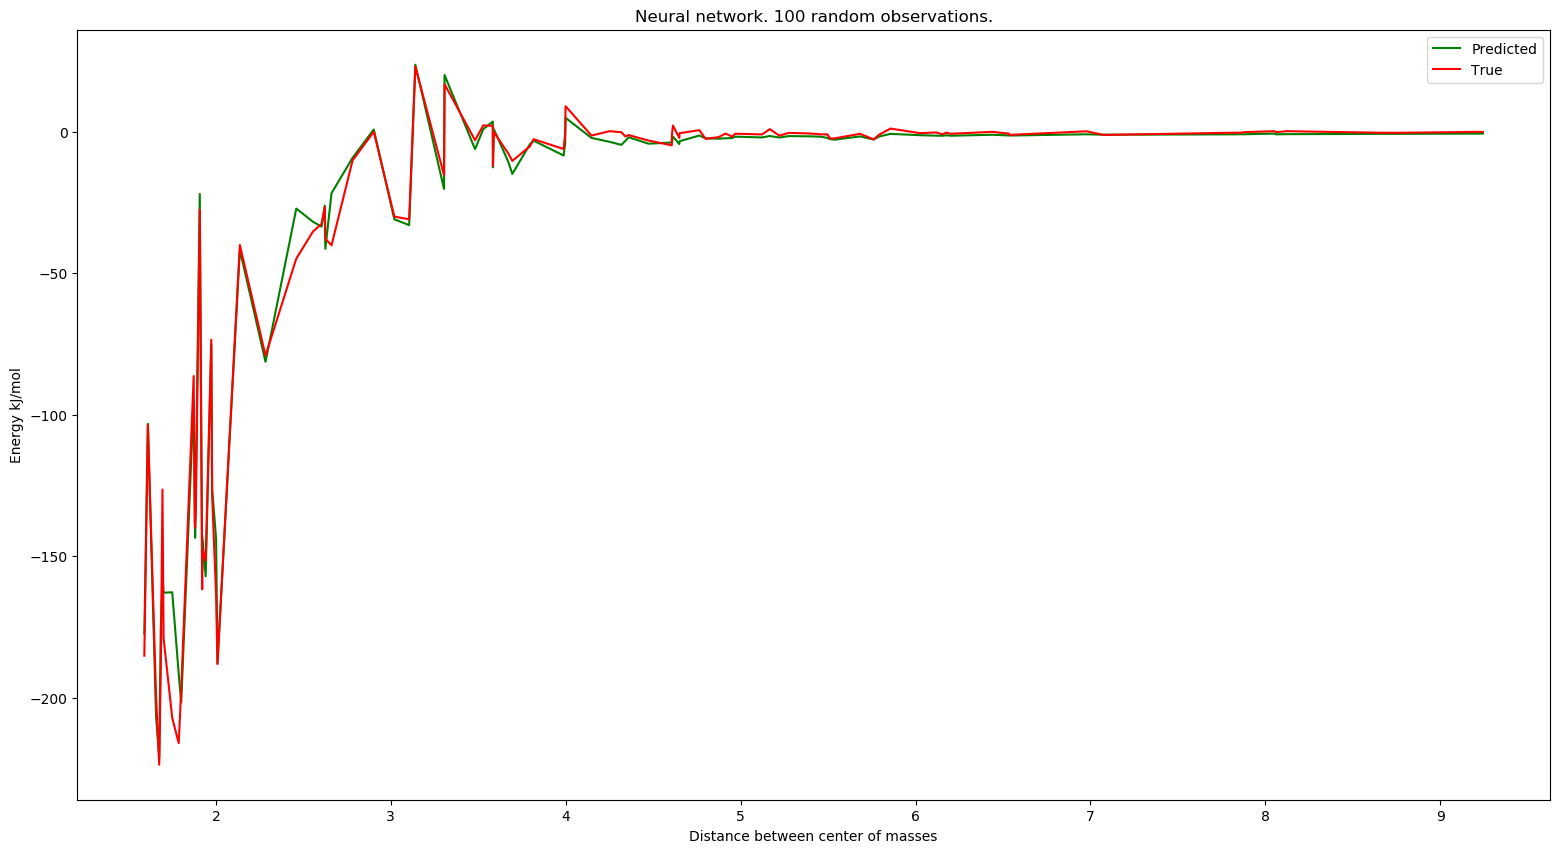 Neural network. 100 random observations.
Predicted
True
0
−50
−100
−150
−200
Energy kJ/mol
2 3 4 5 6 7 8 9
Distance between center of masses